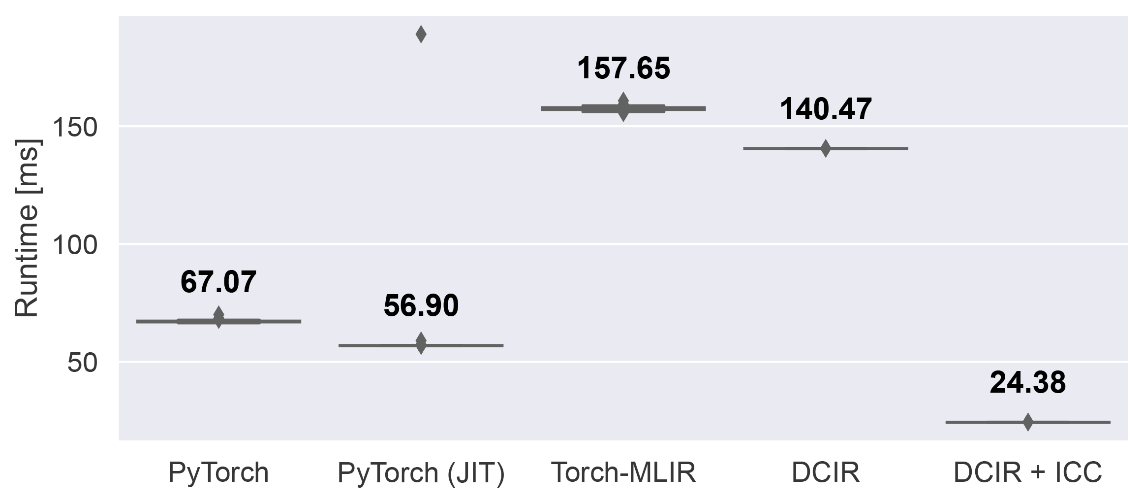 Runtime [ms]
150
100
50
67.07
56.90
157.65
140.47
24.38
PyTorch
PyTorch (JIT)
Torch-MLIR
DCIR
DCIR + ICC